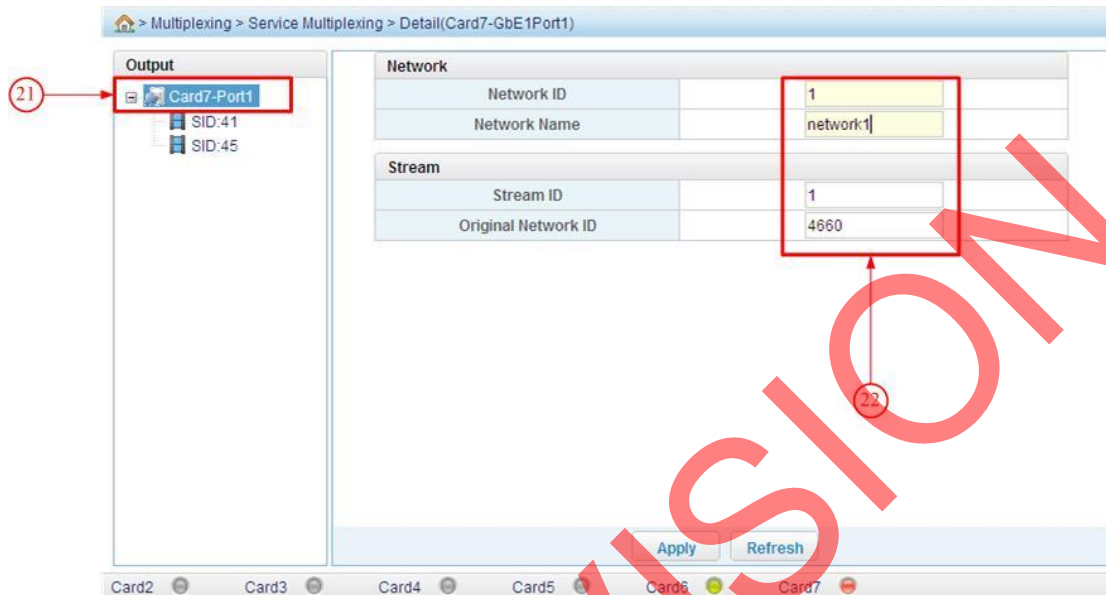 > Multiplexing > Service Multiplexing > Detail(Card7-GbE1Port1)
Output
21
Card7-Port1
SID:41
SID:45
Network
Network ID 1
Network Name network1
Stream
Stream ID 1
Original Network ID 4660
22
Apply Refresh
Card2 Card3 Card4 Card5 Card6 Card7
VISION